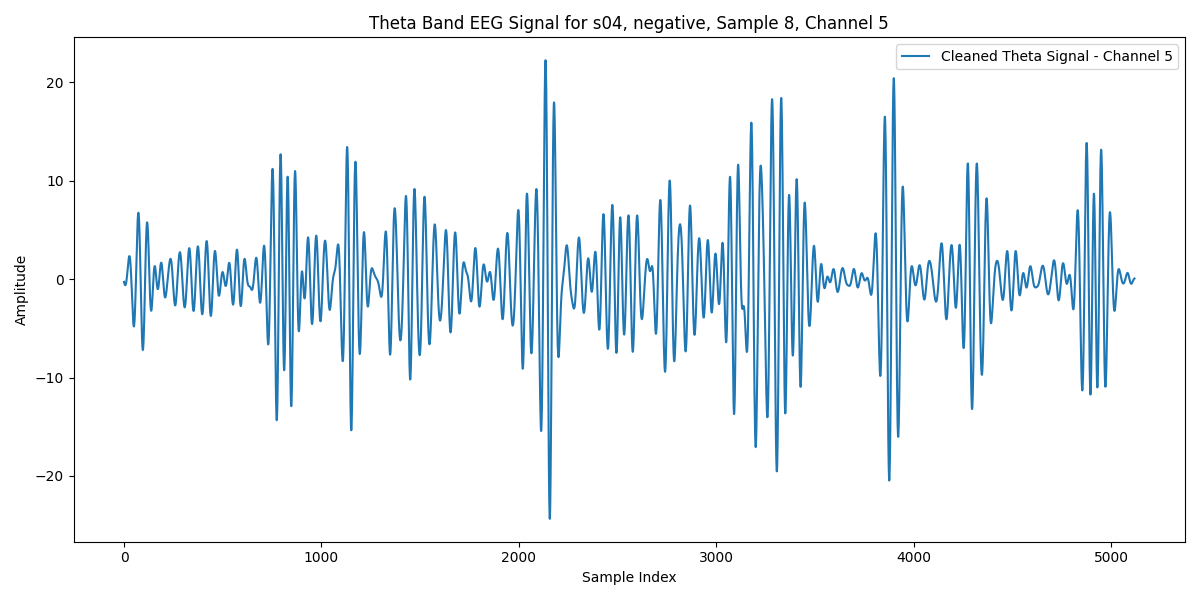 Theta Band EEG Signal for s04, negative, Sample 8, Channel 5
Cleaned Theta Signal - Channel 5
Amplitude
20
10
0
−10
−20
0 1000 2000 3000 4000 5000
Sample Index